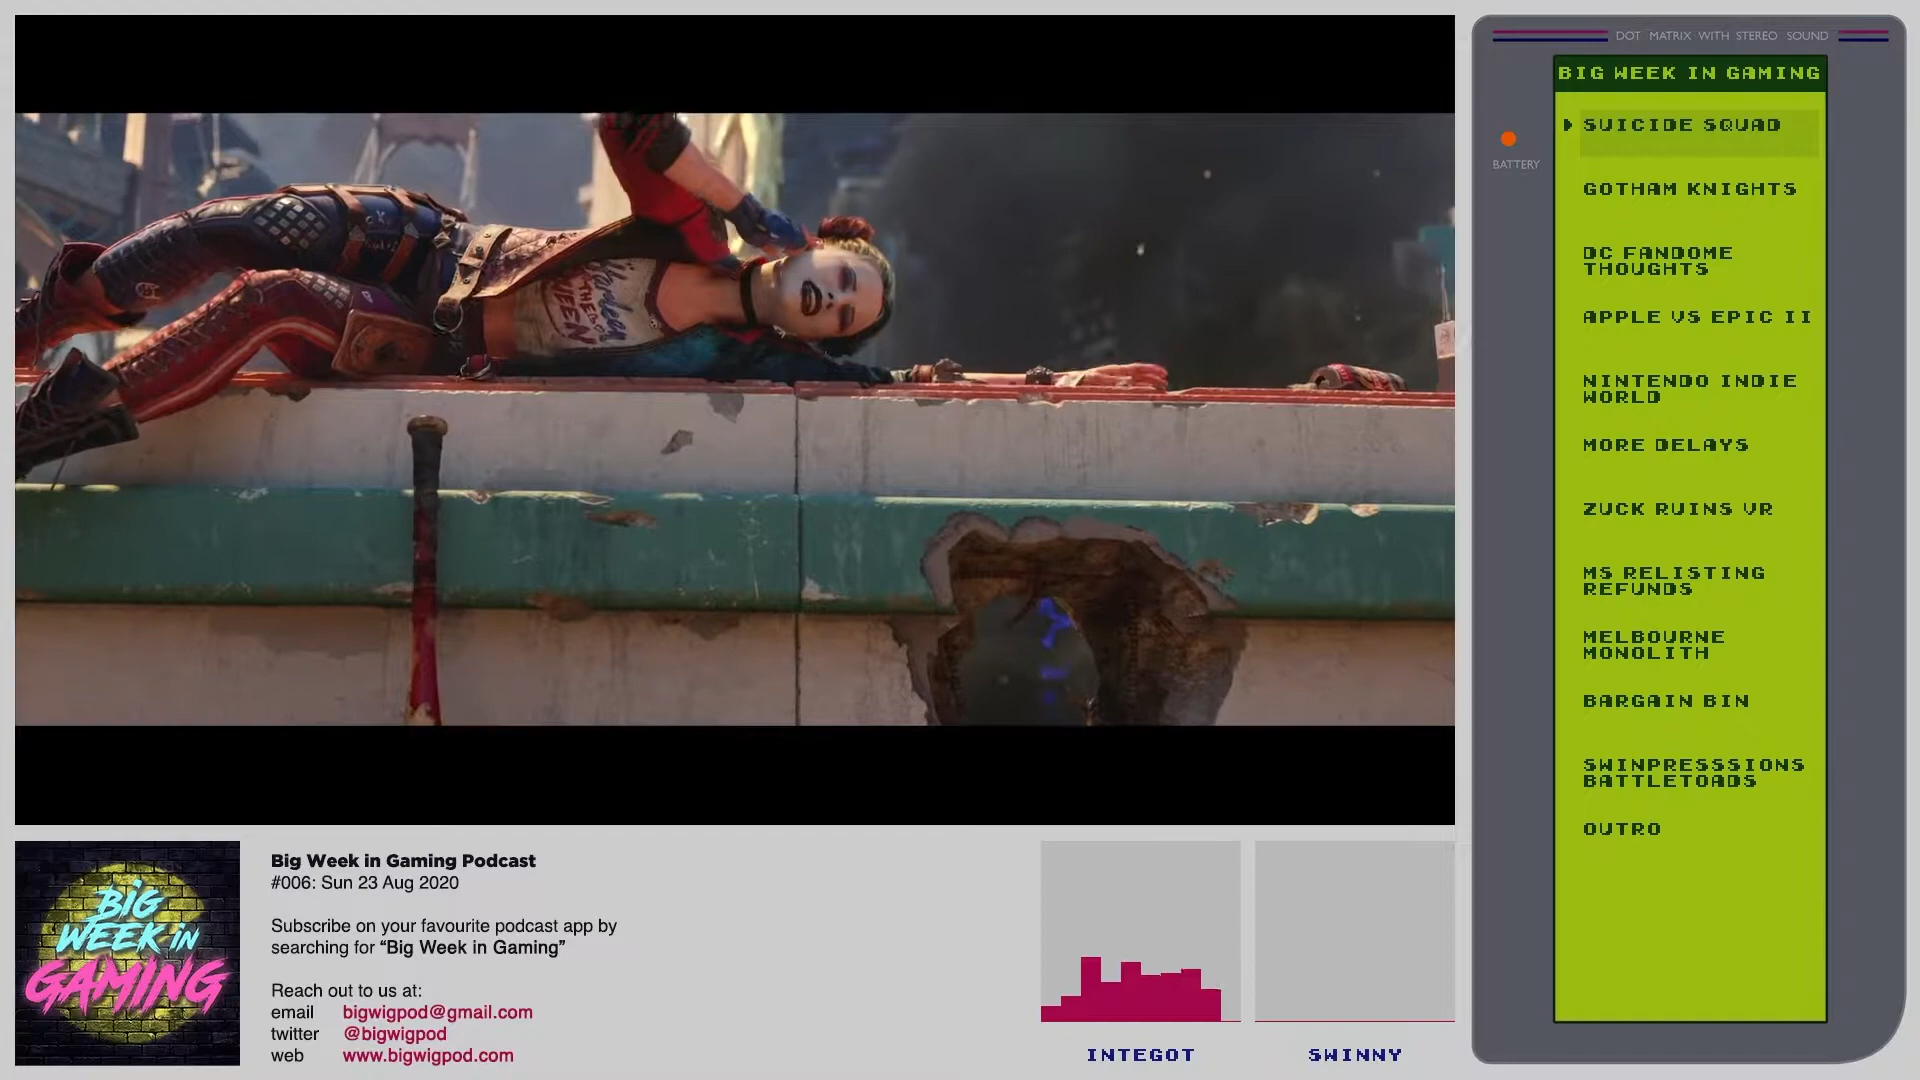 DOT MATRIX WITH STEREO SOUND
BIG WEEK IN GAMING
BATTERY
SUICIDE SQUAD
GOTHAM KNIGHTS
DC FANDOME
THOUGHTS
APPLE VS EPIC II
NINTENDO INDIE
WORLD
MORE DELAYS
ZUCK RUINS VR
MS RELISTING
REFUNDS
MELBOURNE
MONOLITH
BARGAIN BIN
SWINPRESSSIONS
BATTLETOADS
OUTRO
BIG
WEEK IN
GAMING
Big Week in Gaming Podcast
#006: Sun 23 Aug 2020
Subscribe on your favourite podcast app by
searching for “Big Week in Gaming”
Reach out to us at:
email bigwigpod@gmail.com
twitter @bigwigpod
web www.bigwigpod.com
INTEGOT
SWINNY